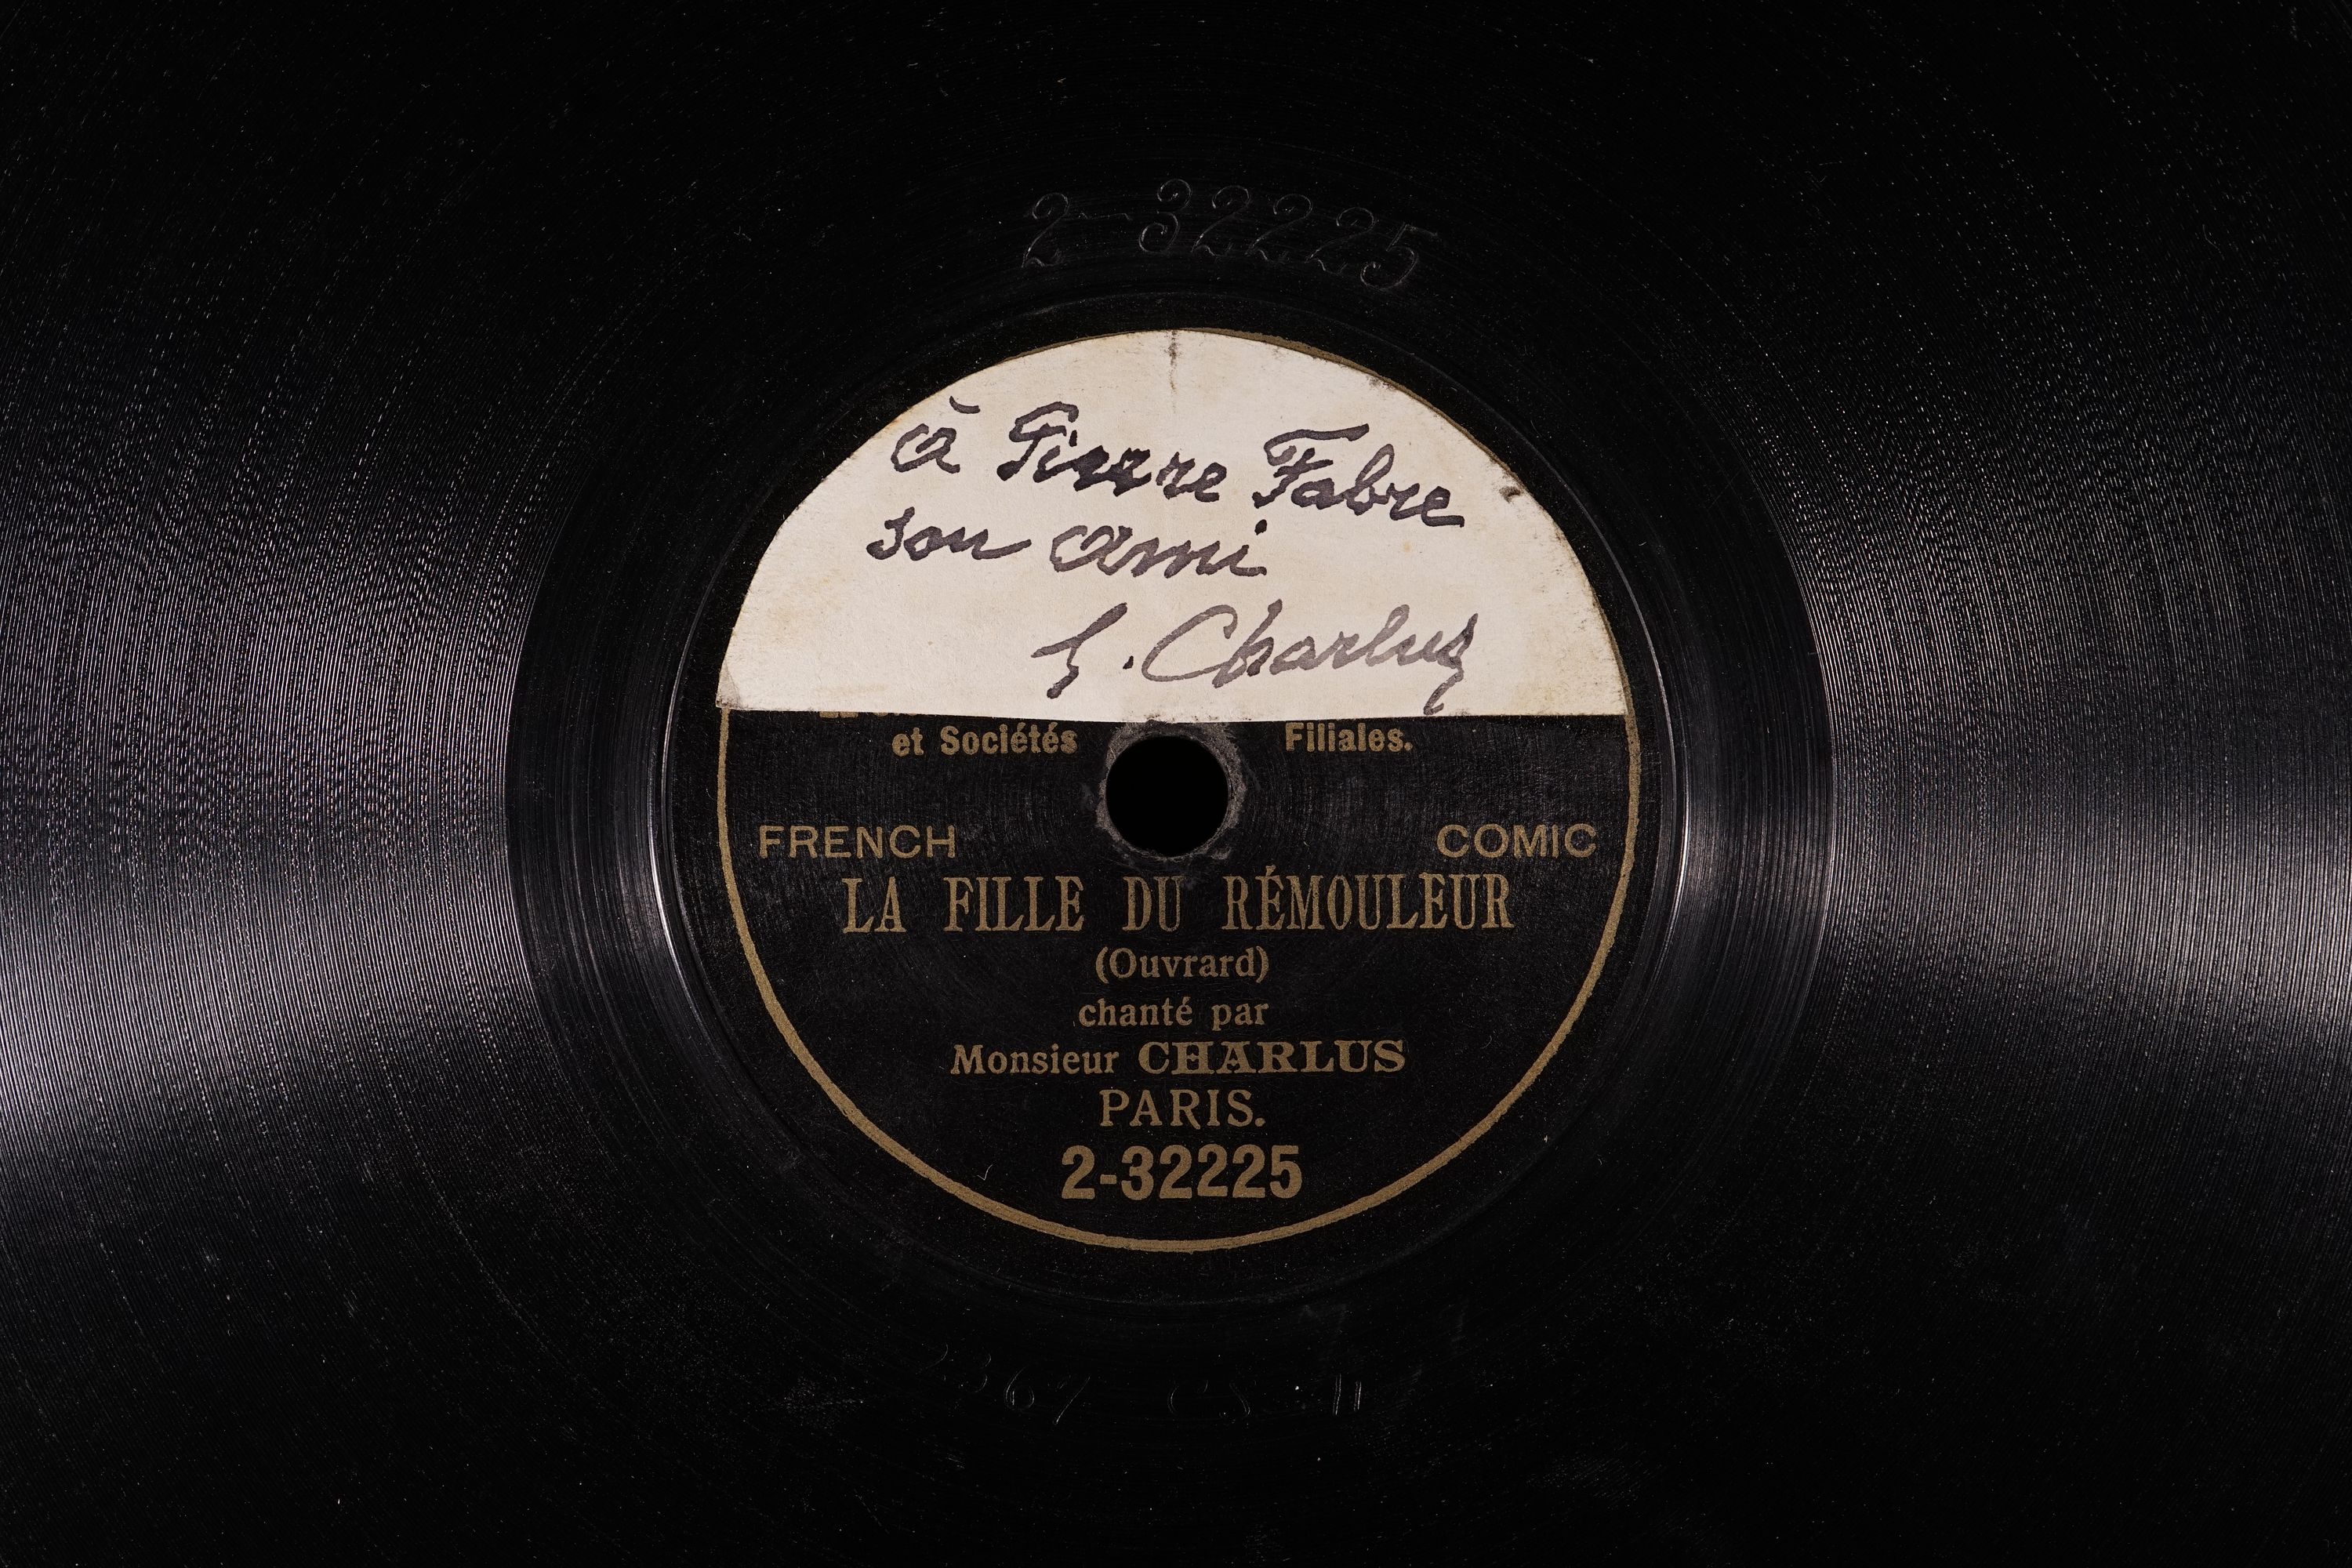 2-32225
à Pierre Fabre
son ami
G. Charlus
et Sociétés Filiales.
FRENCH COMIC
LA FILLE DU RÉMOULEUR
(Ouvrard)
chanté par
Monsieur CHARLUS
PARIS.
2-32225